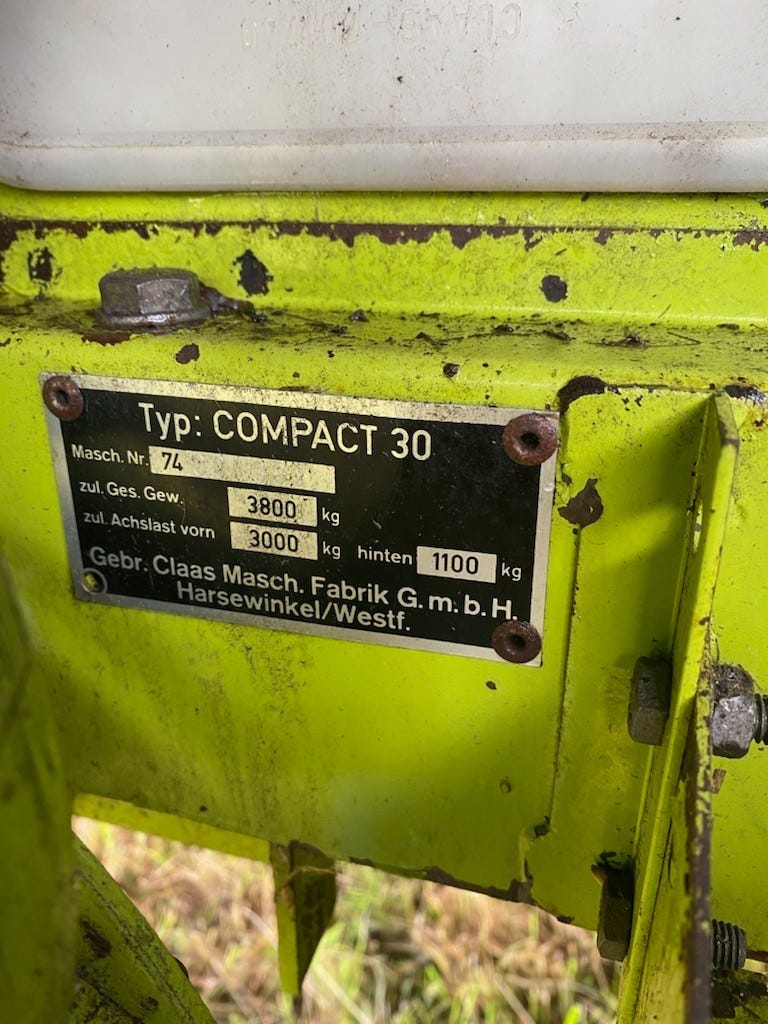 Typ: COMPACT 30
Masch. Nr. 74
zul. Ges. Gew. 3800 kg
zul. Achslast vorn 3000 kg hinten 1100 kg
Gebr. Claas Masch. Fabrik G.m.b.H.
Harsewinkel/Westf.